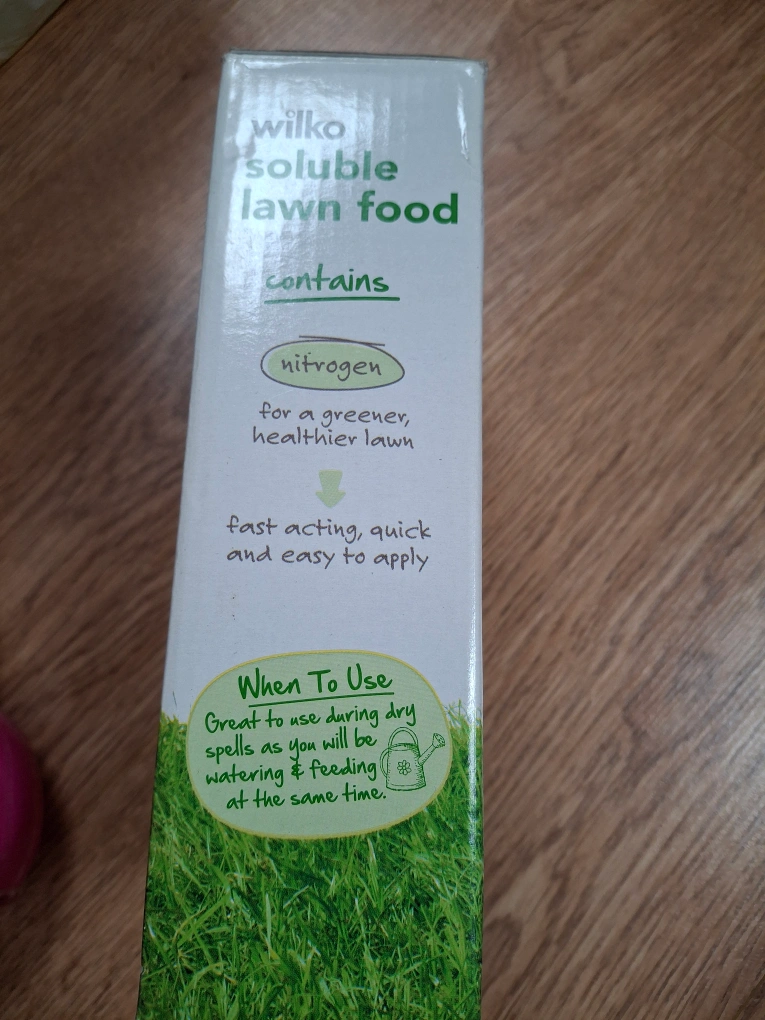 wilko
soluble
lawn food
contains
nitrogen
for a greener,
healthier lawn
fast acting, quick
and easy to apply
When To Use
Great to use during dry
spells as you will be
watering & feeding
at the same time.